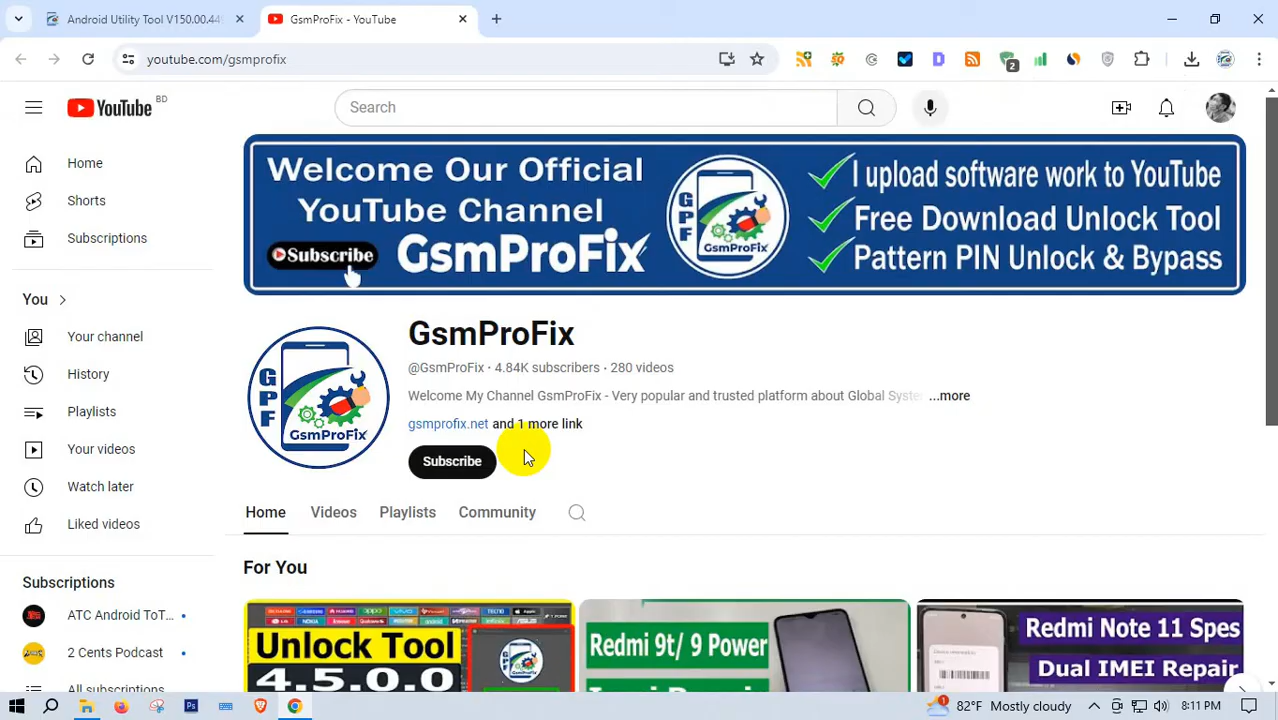 Android Utility Tool V150.00.44
GsmProFix - YouTube
youtube.com/gsmprofix
2
YouTube BD
Search
Welcome Our Official
YouTube Channel
Subscribe GsmProFix
GPF
GsmProFix
I upload software work to YouTube
Free Download Unlock Tool
Pattern PIN Unlock & Bypass
Home
Shorts
Subscriptions
You
Your channel
History
Playlists
Your videos
Watch later
Liked videos
Subscriptions
ATC Android ToT...
2 Cents Podcast
All subscriptions
GPF
GsmProFix
GsmProFix
@GsmProFix · 4.84K subscribers · 280 videos
Welcome My Channel GsmProFix - Very popular and trusted platform about Global Syste ...more
gsmprofix.net and 1 more link
Subscribe
Home Videos Playlists Community
For You
Unlock Tool
4.5.0.0
Redmi 9t/ 9 Power
Redmi Note 11 Spes
Dual IMEI Repair
82°F Mostly cloudy
8:11 PM